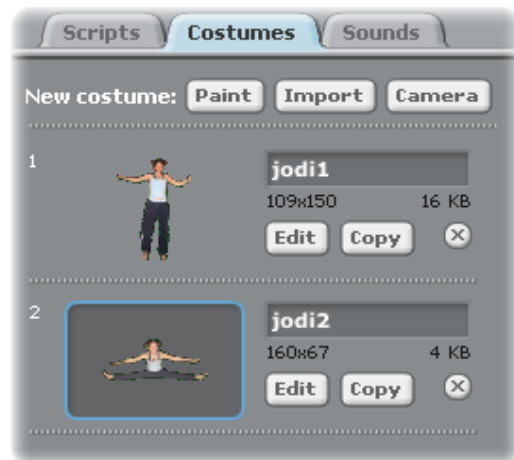 Scripts Costumes Sounds
New costume: Paint Import Camera
1
jodi1
109x150 16 KB
Edit Copy
2
jodi2
160x67 4 KB
Edit Copy